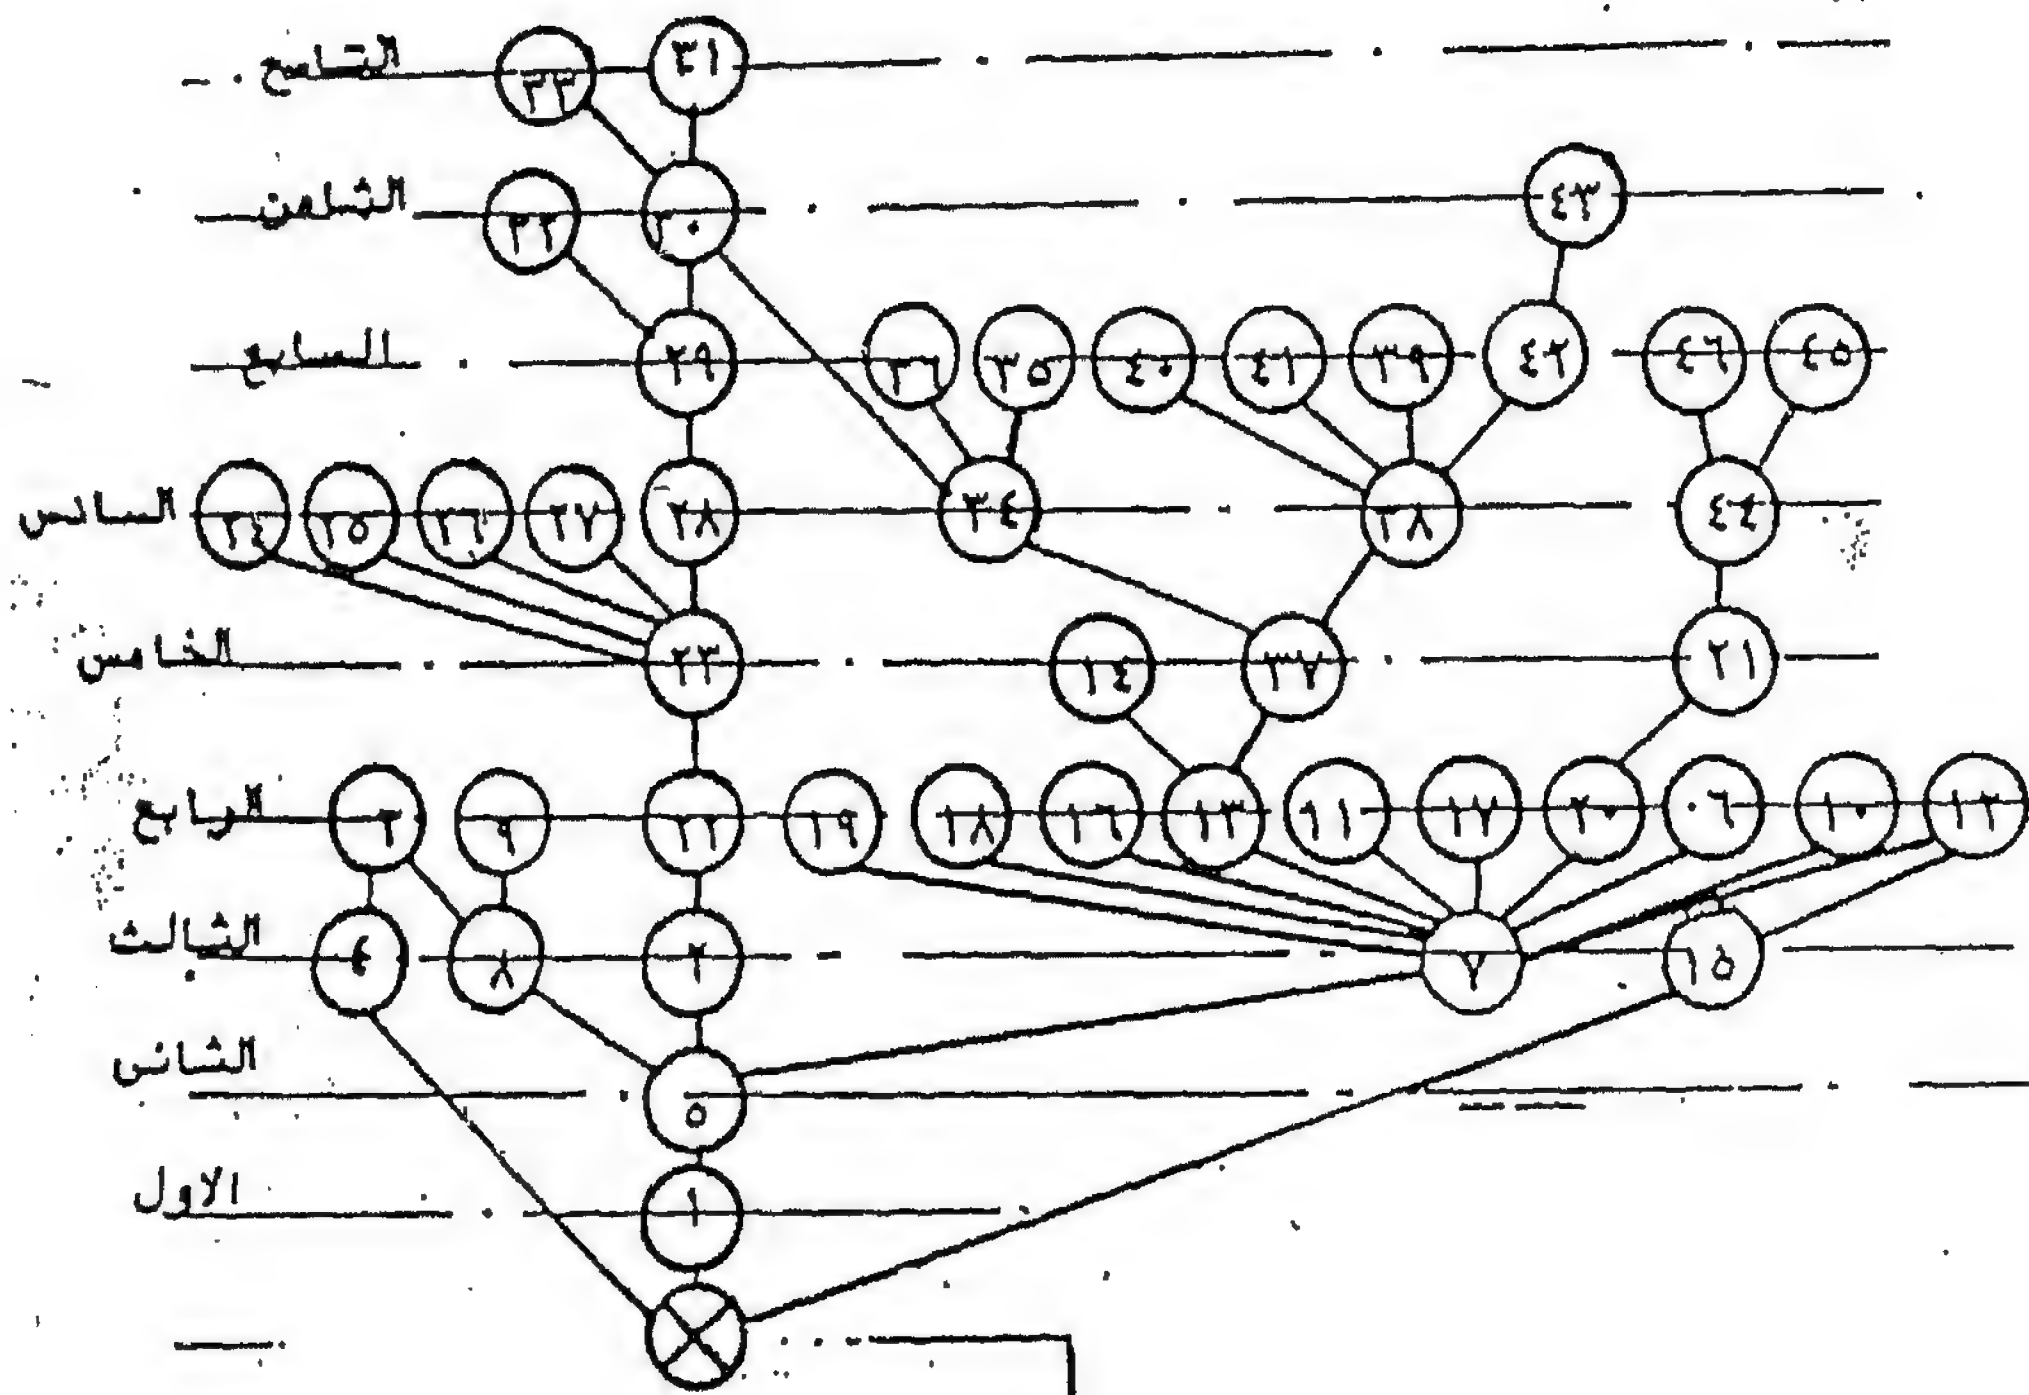 التاسع ٣٣ ٣١
الثامن ٣٢ ٣٠ ٤٣
السابع ٢٩ ٣٦ ٣٥ ٤٠ ٤١ ٣٩ ٤٢ ٤٦ ٤٥
السادس ٢٤ ٢٥ ٢٦ ٢٧ ٢٨ ٣٤ ٣٨ ٤٤
الخامس ٢٣ ١٤ ٣٧ ٢١
الرابع ٣ ٩ ٢٢ ١٩ ١٨ ١٦ ١٣ ١١ ١٧ ٢٠ ٠٦ ١٠ ١٢
الثالث ٤ ٨ ٢ ٧ ١٥
الثاني ٥
الاول ١